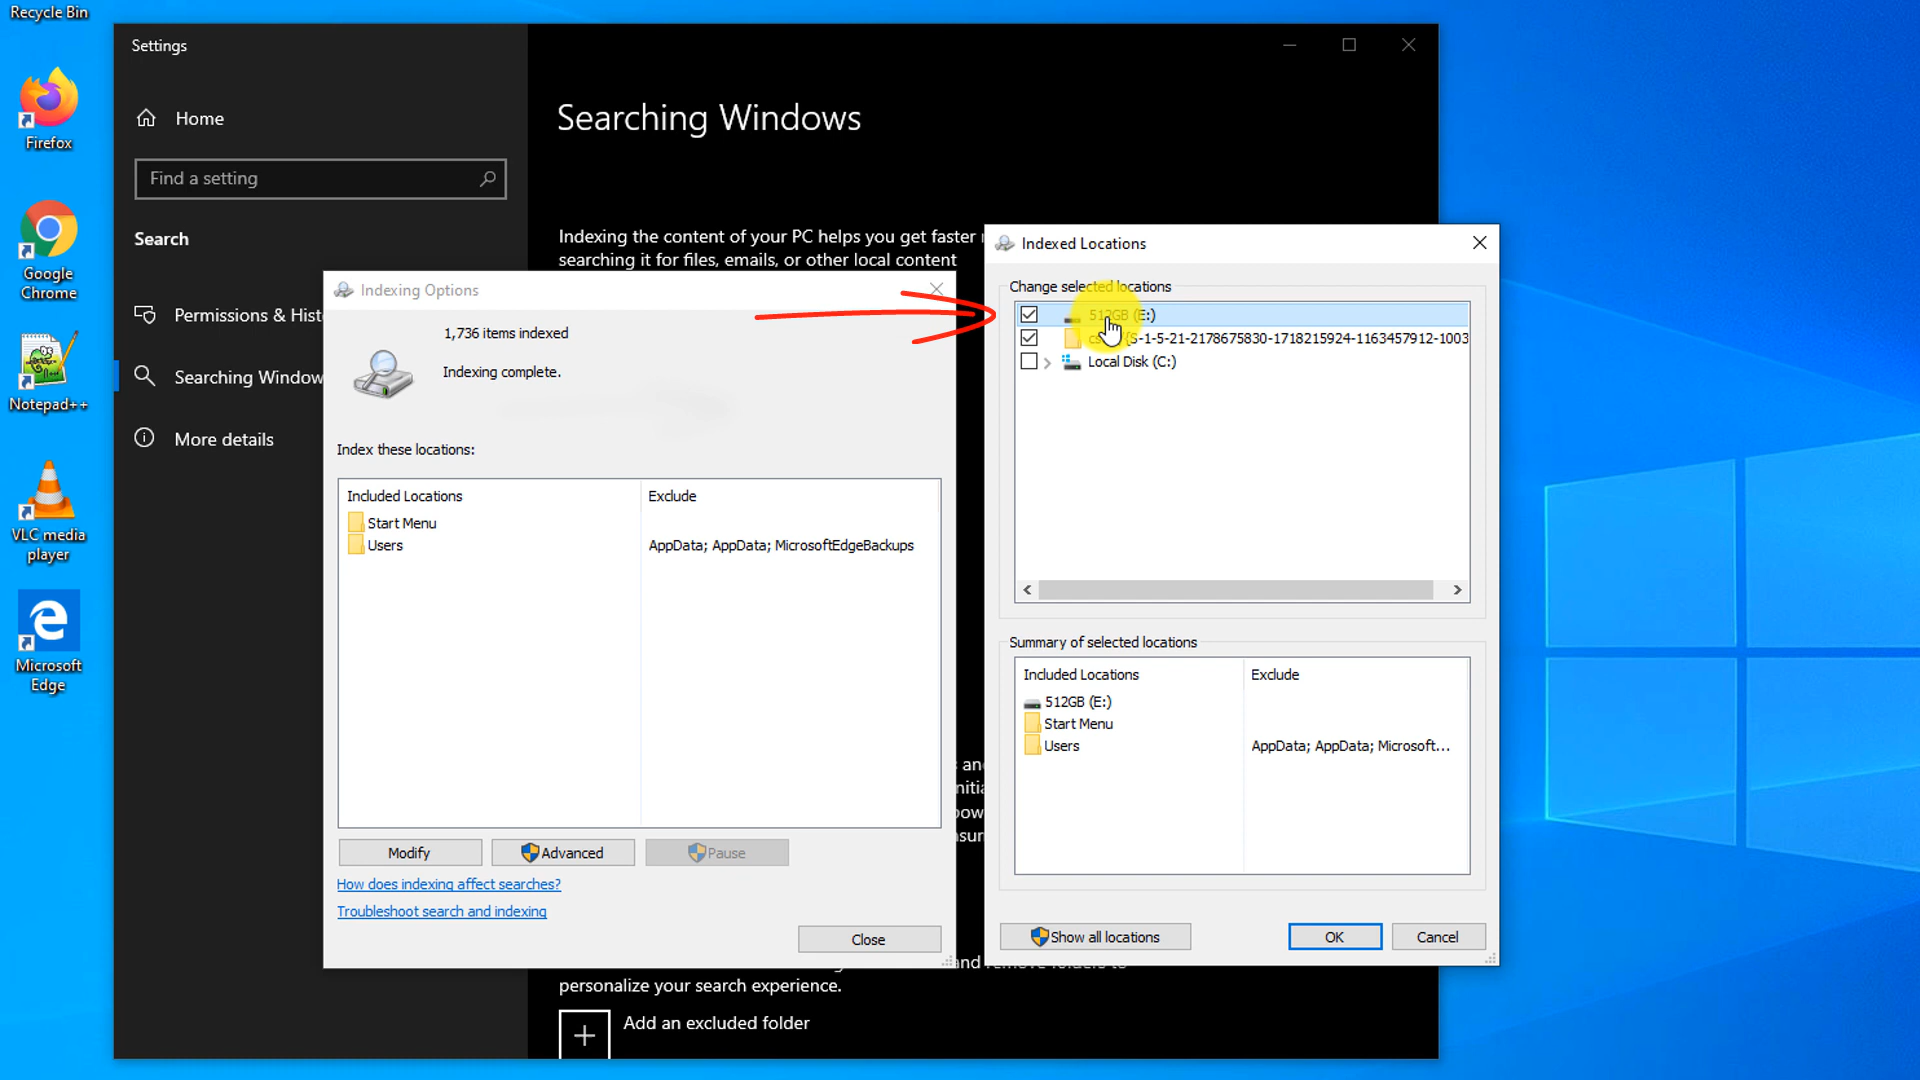 Recycle Bin
Firefox
Google
Chrome
Notepad++
VLC media
player
Microsoft
Edge
Settings
Home
Find a setting
Search
Permissions & Hist
Searching Window
More details
Searching Windows
Indexing the content of your PC helps you get faster
searching it for files, emails, or other local content
personalize your search experience.
Add an excluded folder
Indexing Options
1,736 items indexed
Indexing complete.
Index these locations:
Included Locations
Exclude
Start Menu
Users
AppData; AppData; MicrosoftEdgeBackups
Modify
Advanced
Pause
How does indexing affect searches?
Troubleshoot search and indexing
Close
Indexed Locations
Change selected locations
512GB (E:)
{S-1-5-21-2178675830-1718215924-1163457912-1003
Local Disk (C:)
Summary of selected locations
Included Locations
Exclude
512GB (E:)
Start Menu
Users
AppData; AppData; Microsoft...
Show all locations
OK
Cancel